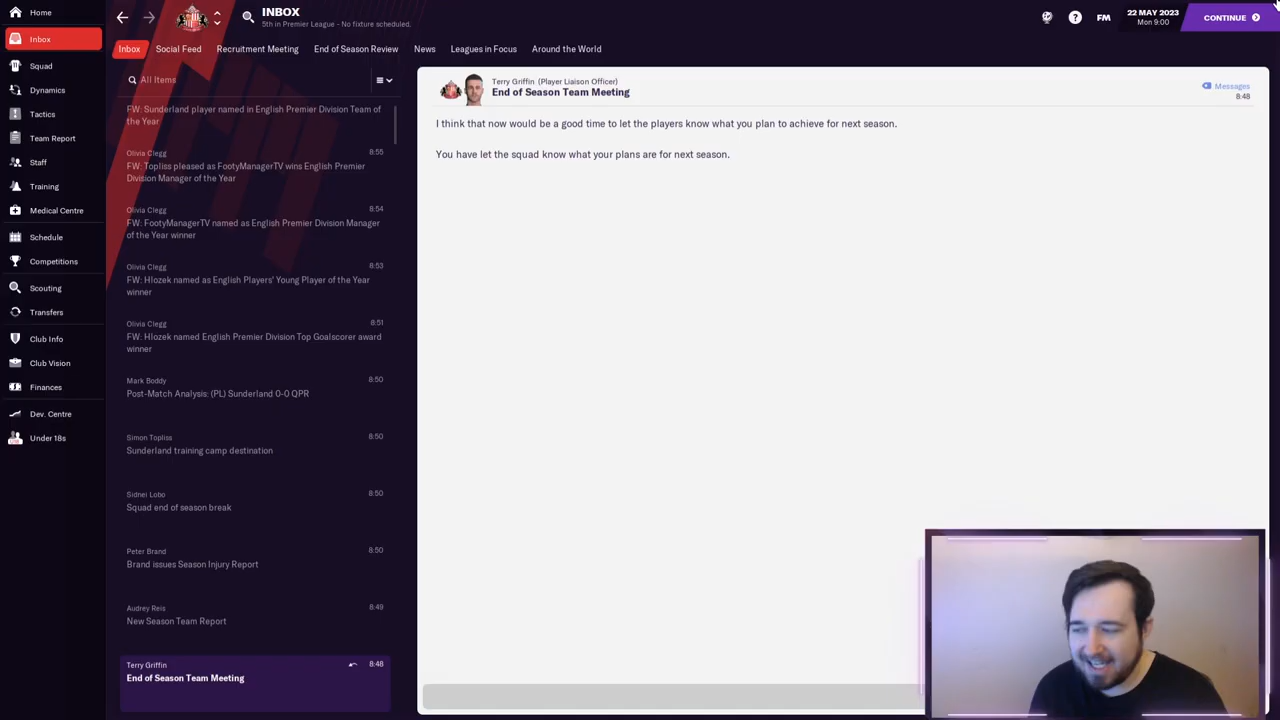 Home
Inbox
Squad
Dynamics
Tactics
Team Report
Staff
Training
Medical Centre
Schedule
Competitions
Scouting
Transfers
Club Info
Club Vision
Finances
Dev. Centre
Under 18s
INBOX
5th in Premier League - No fixture scheduled.
FM
22 MAY 2023
Mon 9:00
CONTINUE
Inbox
Social Feed
Recruitment Meeting
End of Season Review
News
Leagues in Focus
Around the World
All Items
FW: Sunderland player named in English Premier Division Team of
the Year
Olivia Clegg 8:55
FW: Topliss pleased as FootyManagerTV wins English Premier
Division Manager of the Year
Olivia Clegg 8:54
FW: FootyManagerTV named as English Premier Division Manager
of the Year winner
Olivia Clegg 8:53
FW: Hlozek named as English Players' Young Player of the Year
winner
Olivia Clegg 8:51
FW: Hlozek named English Premier Division Top Goalscorer award
winner
Mark Boddy 8:50
Post-Match Analysis: (PL) Sunderland 0-0 QPR
Simon Topliss 8:50
Sunderland training camp destination
Sidnei Lobo 8:50
Squad end of season break
Peter Brand 8:50
Brand issues Season Injury Report
Audrey Reis 8:49
New Season Team Report
Terry Griffin 8:48
End of Season Team Meeting
Terry Griffin (Player Liaison Officer)
End of Season Team Meeting
Messages
8:48
I think that now would be a good time to let the players know what you plan to achieve for next season.
You have let the squad know what your plans are for next season.